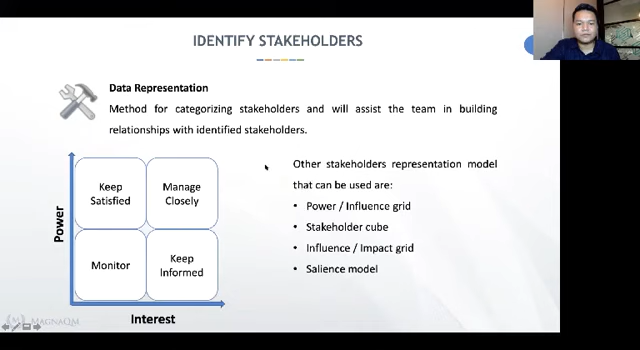 IDENTIFY STAKEHOLDERS
Data Representation
Method for categorizing stakeholders and will assist the team in building
relationships with identified stakeholders.
Power
Keep
Satisfied
Manage
Closely
Monitor
Keep
Informed
Interest
Other stakeholders representation model
that can be used are:
• Power / Influence grid
• Stakeholder cube
• Influence / Impact grid
• Salience model
MAGNAQM